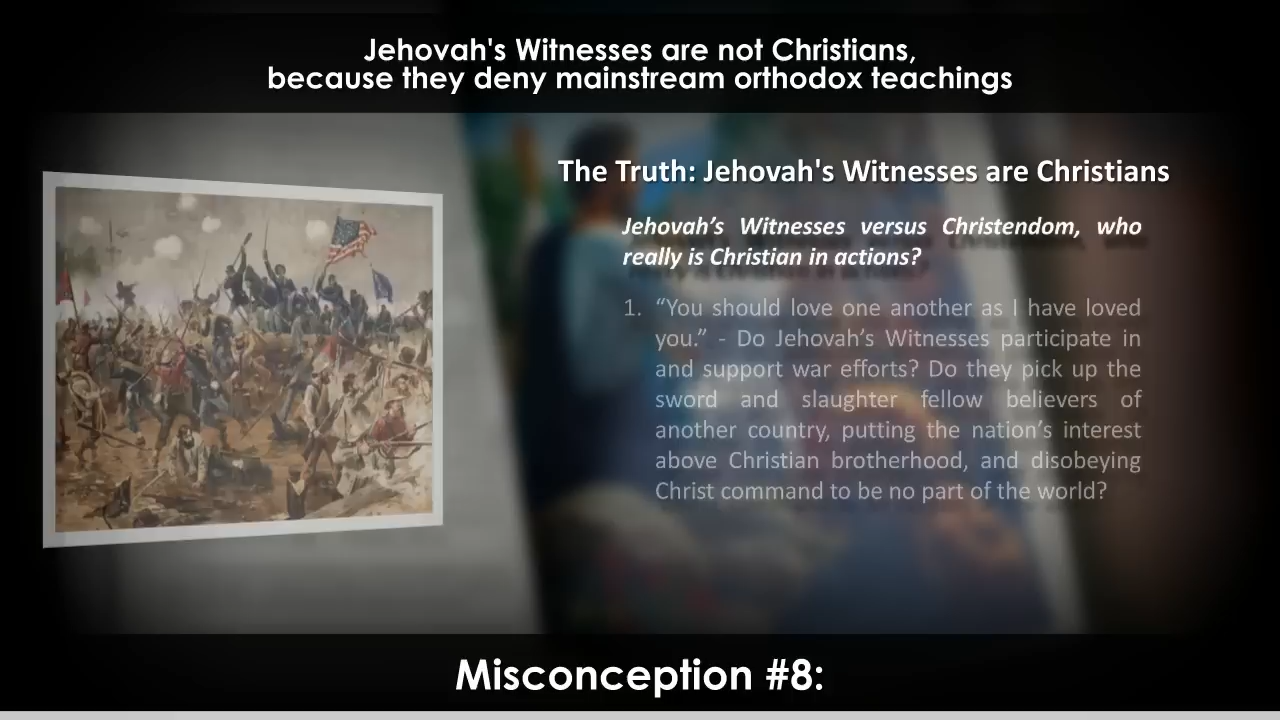 Jehovah's Witnesses are not Christians,
because they deny mainstream orthodox teachings
The Truth: Jehovah's Witnesses are Christians
Jehovah’s Witnesses versus Christendom, who
really is Christian in actions?
1. “You should love one another as I have loved
you.” - Do Jehovah’s Witnesses participate in
and support war efforts? Do they pick up the
sword and slaughter fellow believers of
another country, putting the nation’s interest
above Christian brotherhood, and disobeying
Christ command to be no part of the world?
Misconception #8: